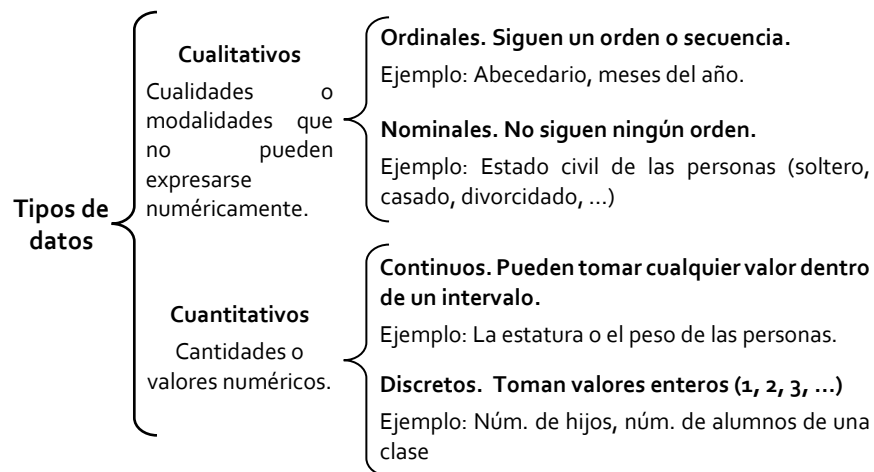 Tipos de
datos
Cualitativos
Cualidades o
modalidades que
no pueden
expresarse
numéricamente.
Ordinales. Siguen un orden o secuencia.
Ejemplo: Abecedario, meses del año.
Nominales. No siguen ningún orden.
Ejemplo: Estado civil de las personas (soltero,
casado, divorcidado, ...)
Cuantitativos
Cantidades o
valores numéricos.
Continuos. Pueden tomar cualquier valor dentro
de un intervalo.
Ejemplo: La estatura o el peso de las personas.
Discretos. Toman valores enteros (1, 2, 3, ...)
Ejemplo: Núm. de hijos, núm. de alumnos de una
clase